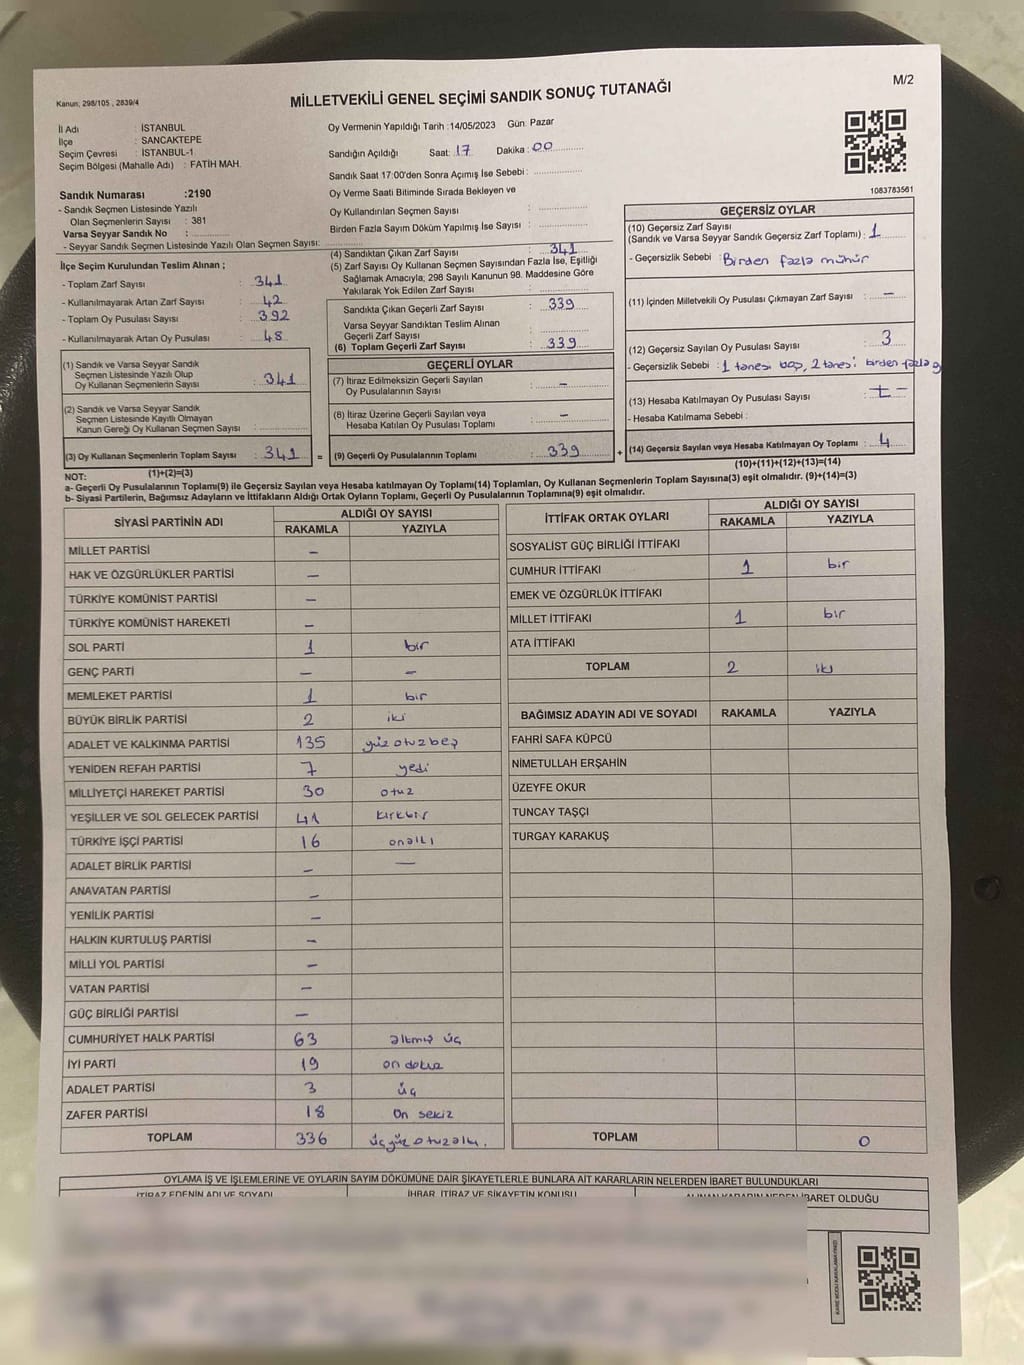 Kanun, 298/105 , 2839/4
MİLLETVEKİLİ GENEL SEÇİMİ SANDIK SONUÇ TUTANAĞI
M/2
İl Adı : İSTANBUL
İlçe : SANCAKTEPE
Seçim Çevresi : İSTANBUL-1
Seçim Bölgesi (Mahalle Adı) : FATİH MAH.
Sandık Numarası :2190
- Sandık Seçmen Listesinde Yazılı
Olan Seçmenlerin Sayısı : 381
Varsa Seyyar Sandık No :
- Seyyar Sandık Seçmen Listesinde Yazılı Olan Seçmen Sayısı:
Oy Vermenin Yapıldığı Tarih :14/05/2023 Gün: Pazar
Sandığın Açıldığı Saat: 17 Dakika : 00
Sandık Saat 17:00'den Sonra Açımış İse Sebebi :
Oy Verme Saati Bitiminde Sırada Bekleyen ve
Oy Kullandırılan Seçmen Sayısı :
Birden Fazla Sayım Döküm Yapılmış İse Sayısı :
1083783561
İlçe Seçim Kurulundan Teslim Alınan ;
- Toplam Zarf Sayısı : 341
- Kullanılmayarak Artan Zarf Sayısı : 42
- Toplam Oy Pusulası Sayısı : 392
- Kullanılmayarak Artan Oy Pusulası : 48
(1) Sandık ve Varsa Seyyar Sandık
Seçmen Listesinde Yazılı Olup
Oy Kullanan Seçmenlerin Sayısı : 341
(2) Sandık ve Varsa Seyyar Sandık
Seçmen Listesinde Kayıtlı Olmayan
Kanun Gereği Oy Kullanan Seçmen Sayısı :
(3) Oy Kullanan Seçmenlerin Toplam Sayısı : 341
(1)+(2)=(3)
(4) Sandıktan Çıkan Zarf Sayısı : 341
(5) Zarf Sayısı Oy Kullanan Seçmen Sayısından Fazla İse, Eşitliği
Sağlamak Amacıyla, 298 Sayılı Kanunun 98. Maddesine Göre
Yakılarak Yok Edilen Zarf Sayısı :
Sandıkta Çıkan Geçerli Zarf Sayısı : 339
Varsa Seyyar Sandıktan Teslim Alınan
Geçerli Zarf Sayısı :
(6) Toplam Geçerli Zarf Sayısı : 339
GEÇERLİ OYLAR
(7) İtiraz Edilmeksizin Geçerli Sayılan
Oy Pusulalarının Sayısı : –
(8) İtiraz Üzerine Geçerli Sayılan veya
Hesaba Katılan Oy Pusulası Toplamı : –
= (9) Geçerli Oy Pusulalarının Toplamı : 339 +
GEÇERSİZ OYLAR
(10) Geçersiz Zarf Sayısı
(Sandık ve Varsa Seyyar Sandık Geçersiz Zarf Toplamı) : 1
- Geçersizlik Sebebi : Birden fazla mühür
(11) İçinden Milletvekili Oy Pusulası Çıkmayan Zarf Sayısı : –
(12) Geçersiz Sayılan Oy Pusulası Sayısı : 3
- Geçersizlik Sebebi : 1 tanesi boş, 2 tanesi birden fazla
(13) Hesaba Katılmayan Oy Pusulası Sayısı : –
- Hesaba Katılmama Sebebi :
(14) Geçersiz Sayılan veya Hesaba Katılmayan Oy Toplamı : 4
(10)+(11)+(12)+(13)=(14)
NOT:
a- Geçerli Oy Pusulalarının Toplamı(9) ile Geçersiz Sayılan veya Hesaba katılmayan Oy Toplamı(14) Toplamları, Oy Kullanan Seçmenlerin Toplam Sayısına(3) eşit olmalıdır. (9)+(14)=(3)
b- Siyasi Partilerin, Bağımsız Adayların ve İttifakların Aldığı Ortak Oyların Toplamı, Geçerli Oy Pusulalarının Toplamına(9) eşit olmalıdır.
SİYASİ PARTİNİN ADI ALDIĞI OY SAYISI
RAKAMLA YAZIYLA
MİLLET PARTİSİ –
HAK VE ÖZGÜRLÜKLER PARTİSİ –
TÜRKİYE KOMÜNİST PARTİSİ –
TÜRKİYE KOMÜNİST HAREKETİ –
SOL PARTİ 1 bir
GENÇ PARTİ – –
MEMLEKET PARTİSİ 1 bir
BÜYÜK BİRLİK PARTİSİ 2 iki
ADALET VE KALKINMA PARTİSİ 135 yüz otuzbeş
YENİDEN REFAH PARTİSİ 7 yedi
MİLLİYETÇİ HAREKET PARTİSİ 30 otuz
YEŞİLLER VE SOL GELECEK PARTİSİ 41 kırkbir
TÜRKİYE İŞÇİ PARTİSİ 16 onaltı
ADALET BİRLİK PARTİSİ – –
ANAVATAN PARTİSİ –
YENİLİK PARTİSİ –
HALKIN KURTULUŞ PARTİSİ –
MİLLİ YOL PARTİSİ –
VATAN PARTİSİ –
GÜÇ BİRLİĞİ PARTİSİ –
CUMHURİYET HALK PARTİSİ 63 altmış üç
İYİ PARTİ 19 on dokuz
ADALET PARTİSİ 3 üç
ZAFER PARTİSİ 18 on sekiz
TOPLAM 336 üçyüz otuzaltı.
İTTİFAK ORTAK OYLARI ALDIĞI OY SAYISI
RAKAMLA YAZIYLA
SOSYALİST GÜÇ BİRLİĞİ İTTİFAKI
CUMHUR İTTİFAKI 1 bir
EMEK VE ÖZGÜRLÜK İTTİFAKI
MİLLET İTTİFAKI 1 bir
ATA İTTİFAKI
TOPLAM 2 iki
BAĞIMSIZ ADAYIN ADI VE SOYADI RAKAMLA YAZIYLA
FAHRİ SAFA KÜPCÜ
NİMETULLAH ERŞAHİN
ÜZEYFE OKUR
TUNCAY TAŞÇI
TURGAY KARAKUŞ
TOPLAM 0
OYLAMA İŞ VE İŞLEMLERİNE VE OYLARIN SAYIM DÖKÜMÜNE DAİR ŞİKAYETLERLE BUNLARA AİT KARARLARIN NELERDEN İBARET BULUNDUKLARI
İTİRAZ EDENİN ADI VE SOYADI İHBAR, İTİRAZ VE ŞİKAYETİN KONUSU ALINAN KARARIN NEDEN İBARET OLDUĞU